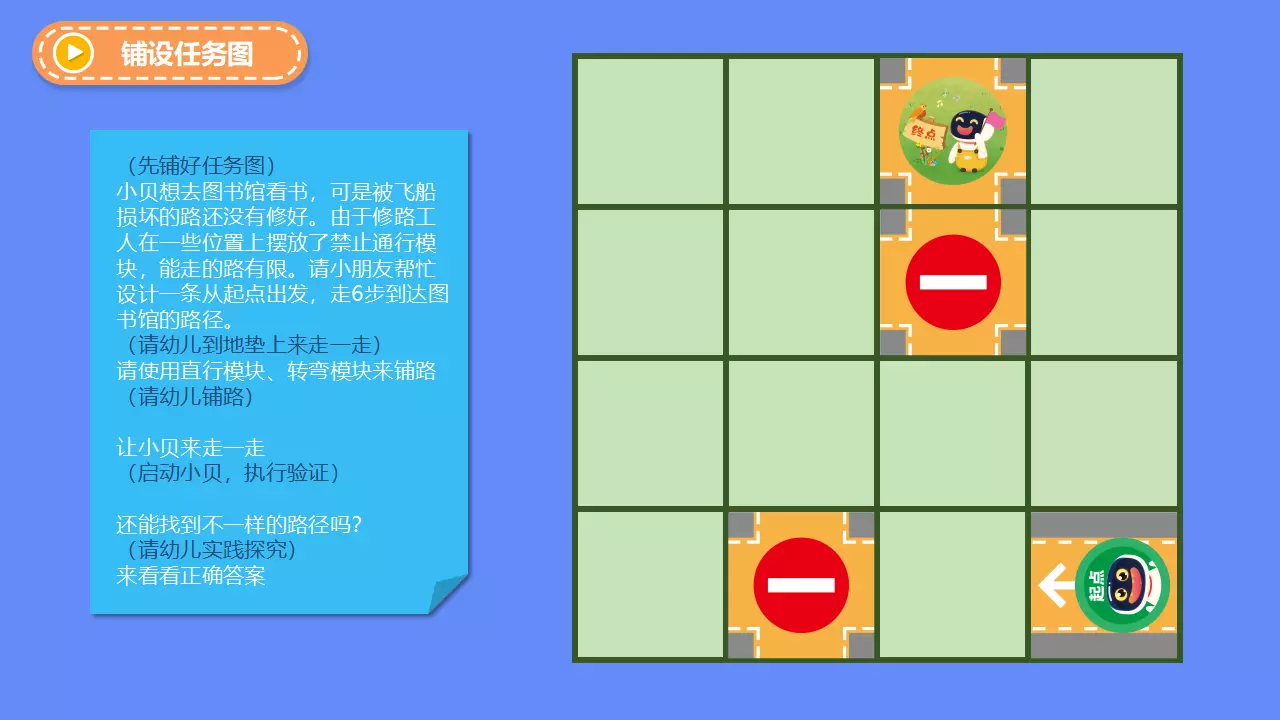 铺设任务图
（先铺好任务图）
小贝想去图书馆看书，可是被飞船
损坏的路还没有修好。由于修路工
人在一些位置上摆放了禁止通行模
块，能走的路有限。请小朋友帮忙
设计一条从起点出发，走6步到达图
书馆的路径。
（请幼儿到地垫上来走一走）
请使用直行模块、转弯模块来铺路
（请幼儿铺路）
让小贝来走一走
（启动小贝，执行验证）
还能找到不一样的路径吗？
（请幼儿实践探究）
来看看正确答案
终点
起点